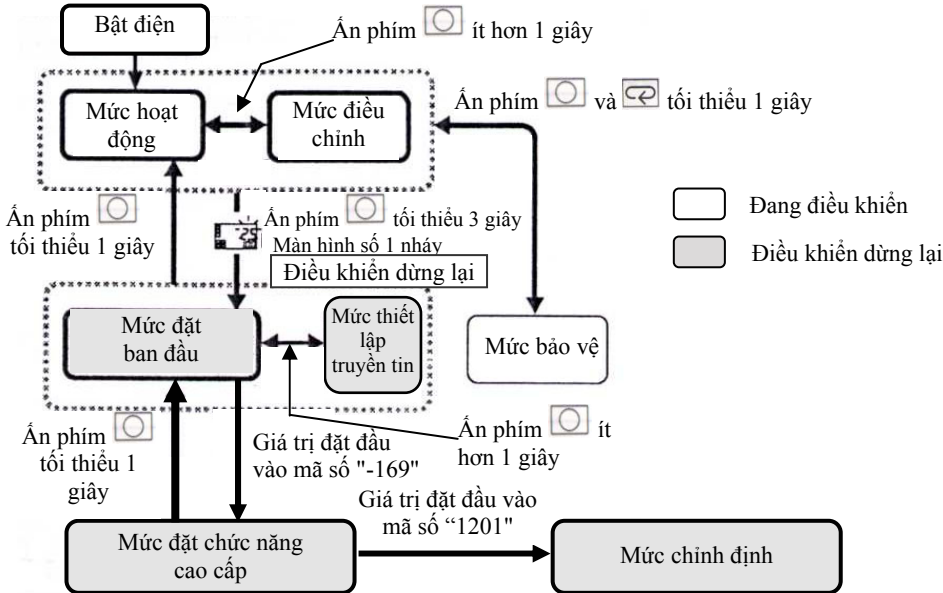 Bật điện
Ấn phím ít hơn 1 giây
Mức hoạt
động
Mức điều
chỉnh
Ấn phím và tối thiểu 1 giây
Ấn phím
tối thiểu 1 giây
Ấn phím tối thiểu 3 giây
Màn hình số 1 nháy
Điều khiển dừng lại
Đang điều khiển
Điều khiển dừng lại
Mức đặt
ban đầu
Mức thiết
lập
truyền tin
Mức bảo vệ
Ấn phím
tối thiểu 1
giây
Giá trị đặt đầu
vào mã số "-169"
Ấn phím ít
hơn 1 giây
Giá trị đặt đầu vào
mã số “1201"
Mức đặt chức năng
cao cấp
Mức chỉnh định